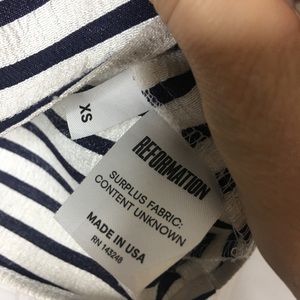 XS
REFORMATION
SURPLUS FABRIC:
CONTENT UNKNOWN
MADE IN USA
RN 143248